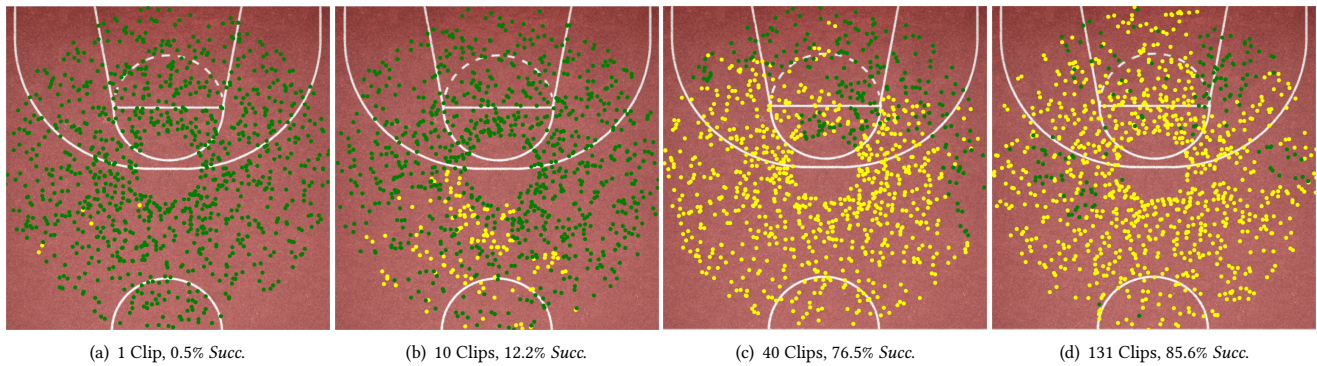 (a) 1 Clip, 0.5% Succ.
(b) 10 Clips, 12.2% Succ.
(c) 40 Clips, 76.5% Succ.
(d) 131 Clips, 85.6% Succ.